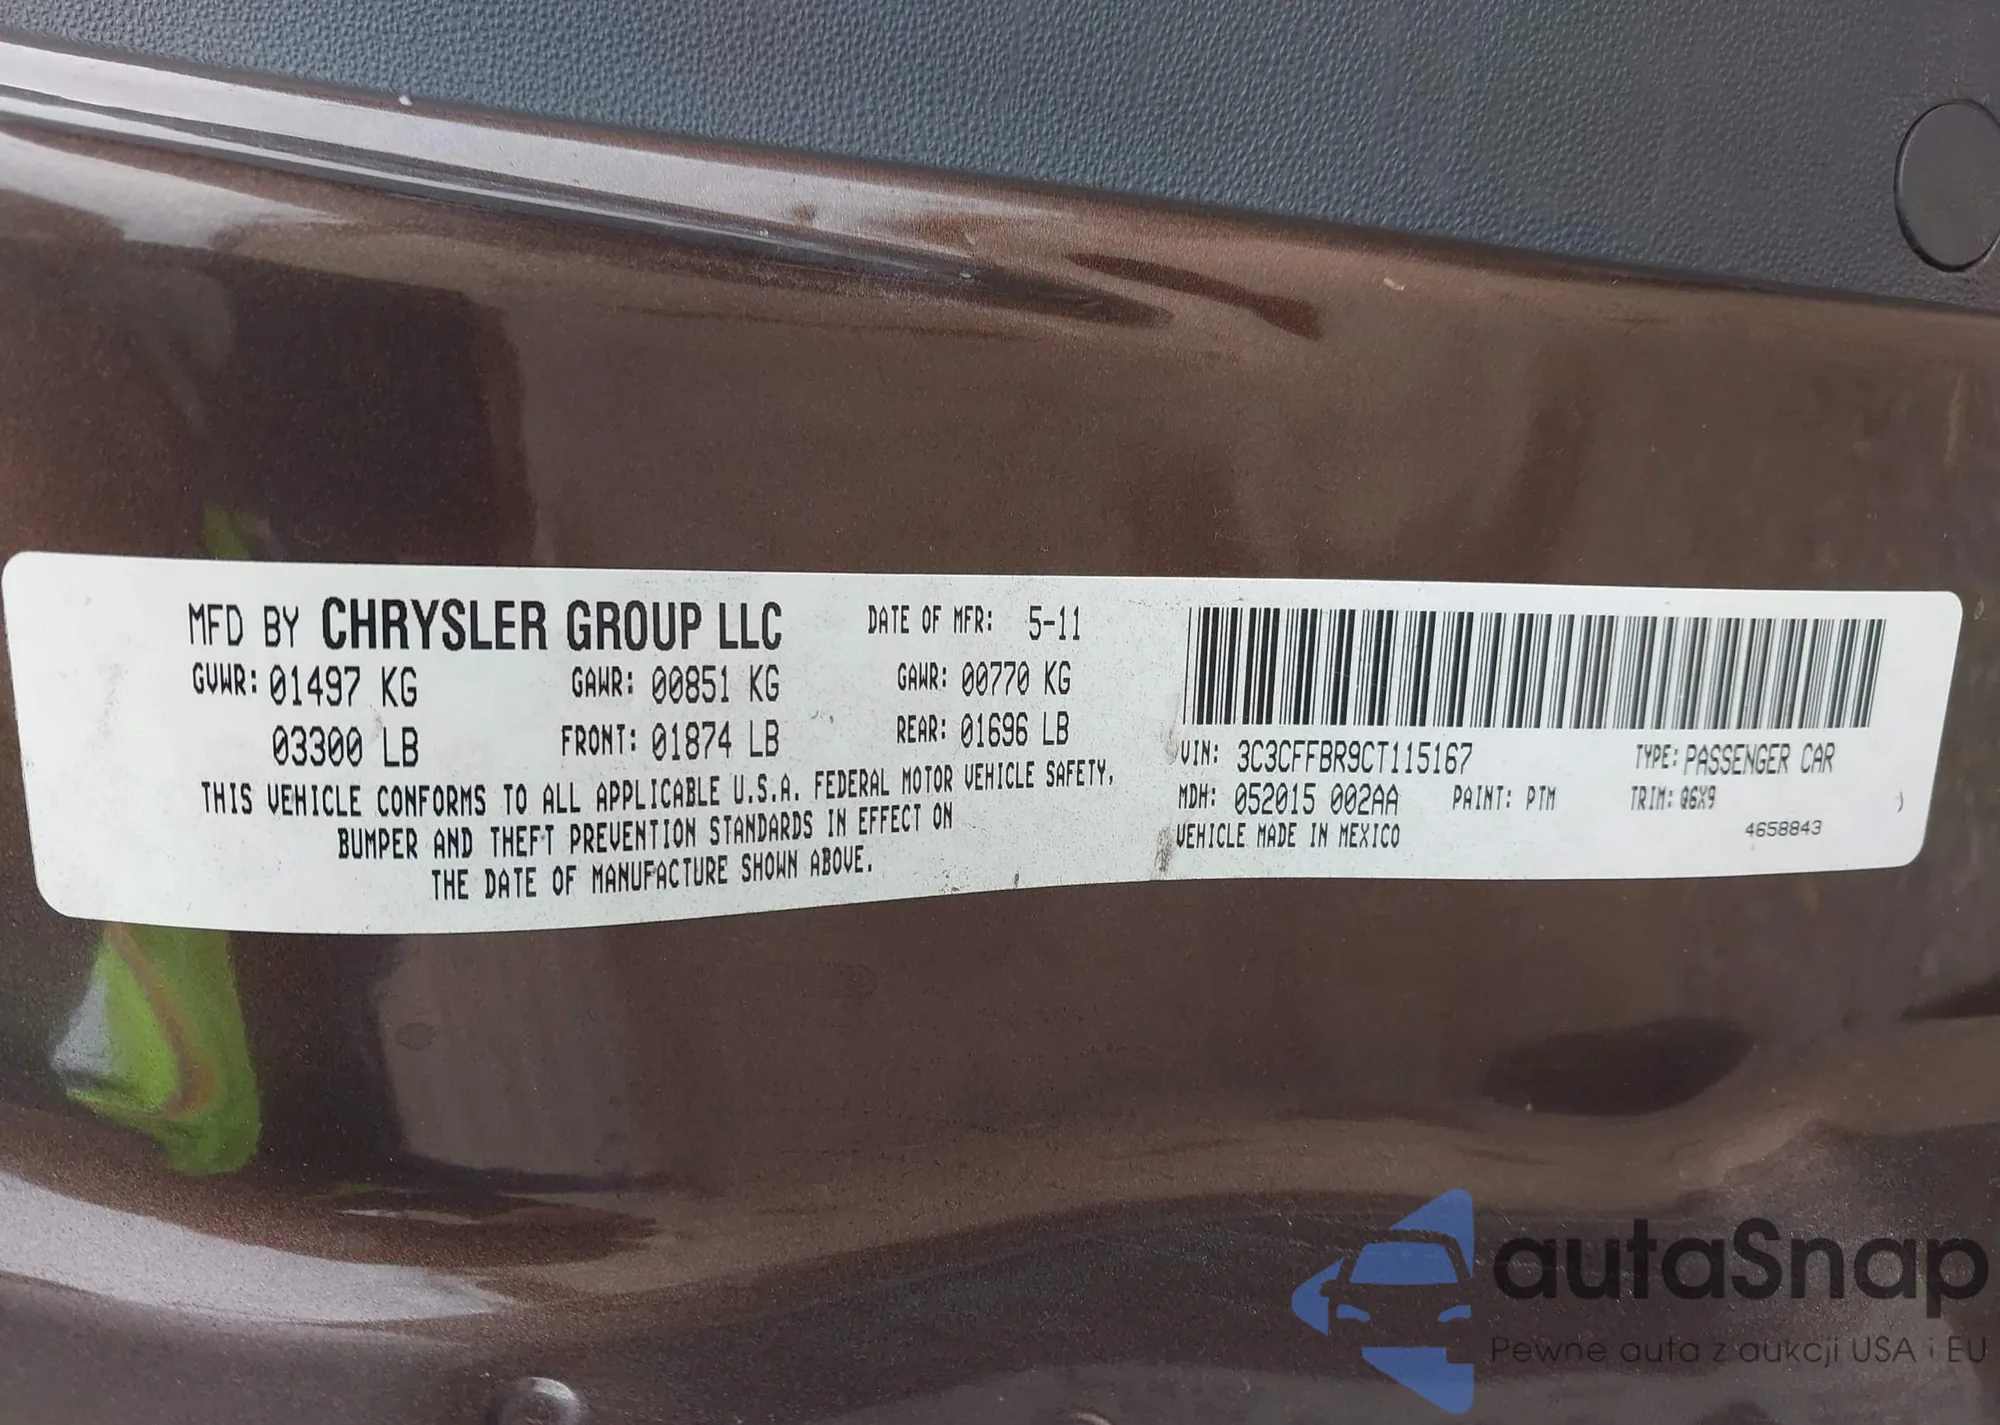 MFD BY CHRYSLER GROUP LLC DATE OF MFR: 5-11
GVWR: 01497 KG GAWR: 00851 KG GAWR: 00770 KG
03300 LB FRONT: 01874 LB REAR: 01696 LB
THIS VEHICLE CONFORMS TO ALL APPLICABLE U.S.A. FEDERAL MOTOR VEHICLE SAFETY,
BUMPER AND THEFT PREVENTION STANDARDS IN EFFECT ON
THE DATE OF MANUFACTURE SHOWN ABOVE.
VIN: 3C3CFFBR9CT115167 TYPE: PASSENGER CAR
MDH: 052015 002AA PAINT: PTM TRIM: Q6X9
VEHICLE MADE IN MEXICO 4658843
autaSnap
Pewne auta z aukcji USA i EU